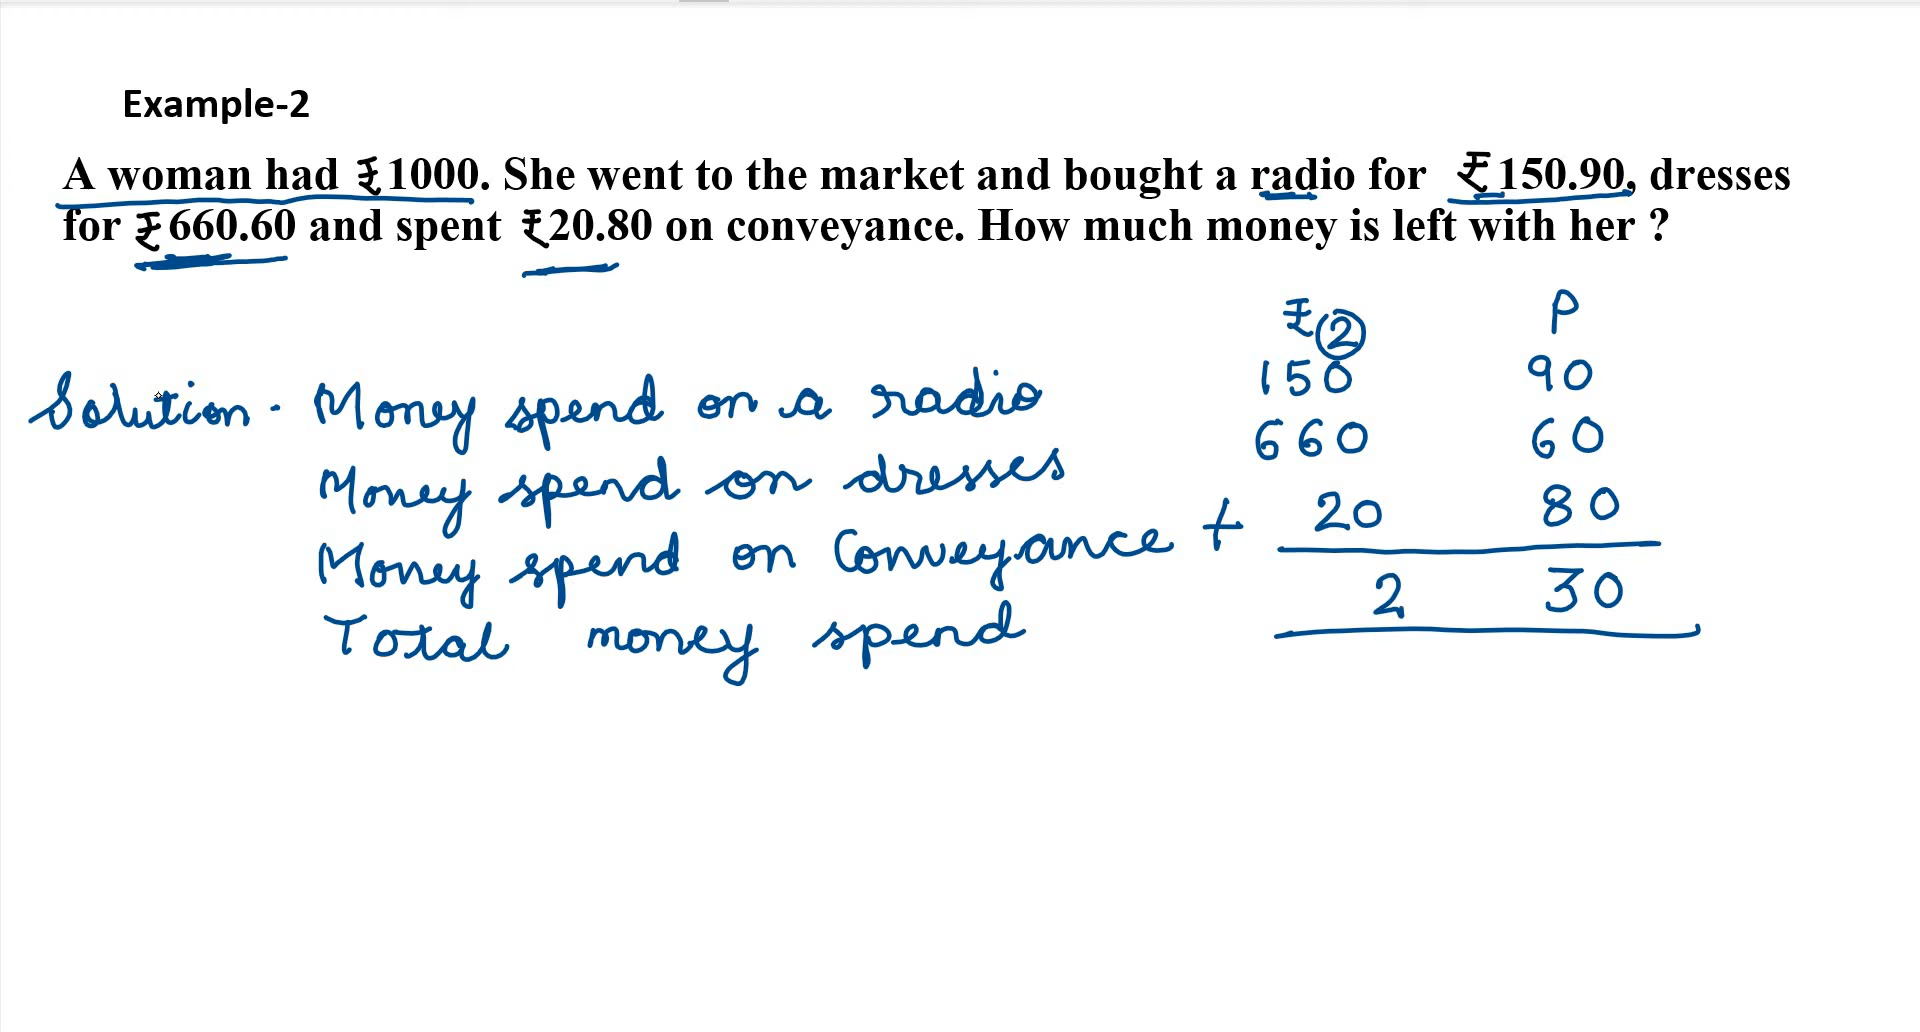 Example-2
A woman had ₹1000. She went to the market and bought a radio for ₹150.90, dresses
for ₹660.60 and spent ₹20.80 on conveyance. How much money is left with her ?
₹ ② P
Solution - Money spend on a radio 150 90
Money spend on dresses 660 60
Money spend on Conveyance + 20 80
Total money spend 2 30